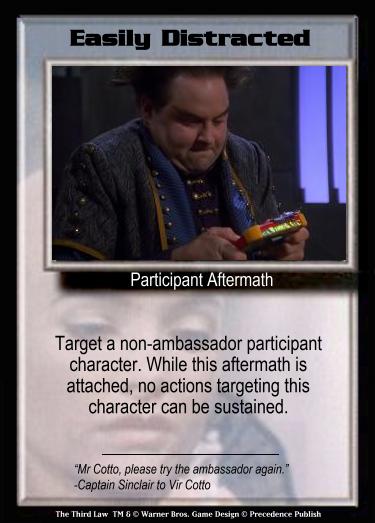 Easily Distracted
Participant Aftermath
Target a non-ambassador participant
character. While this aftermath is
attached, no actions targeting this
character can be sustained.
“Mr Cotto, please try the ambassador again.”
-Captain Sinclair to Vir Cotto
The Third Law TM & © Warner Bros. Game Design © Precedence Publish